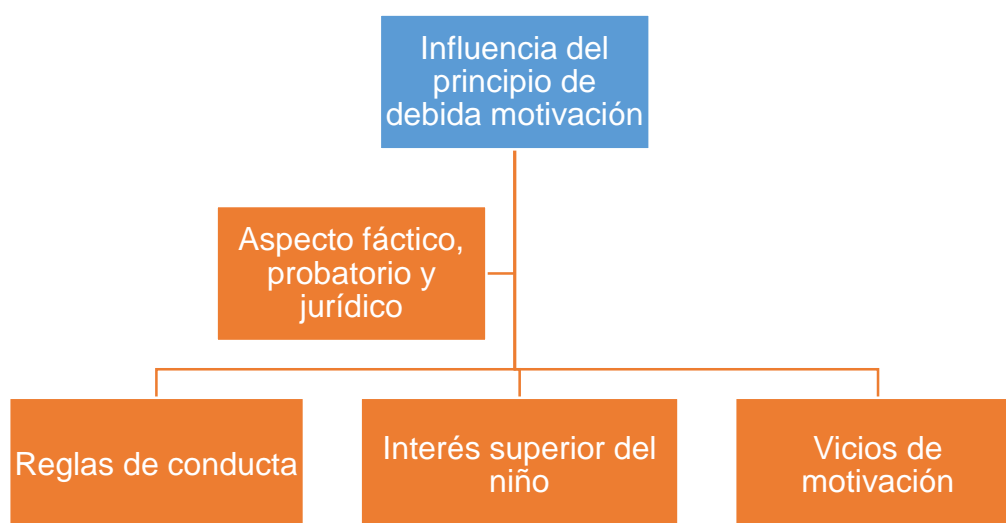 Influencia del
principio de
debida motivación
Aspecto fáctico,
probatorio y
jurídico
Reglas de conducta
Interés superior del
niño
Vicios de
motivación